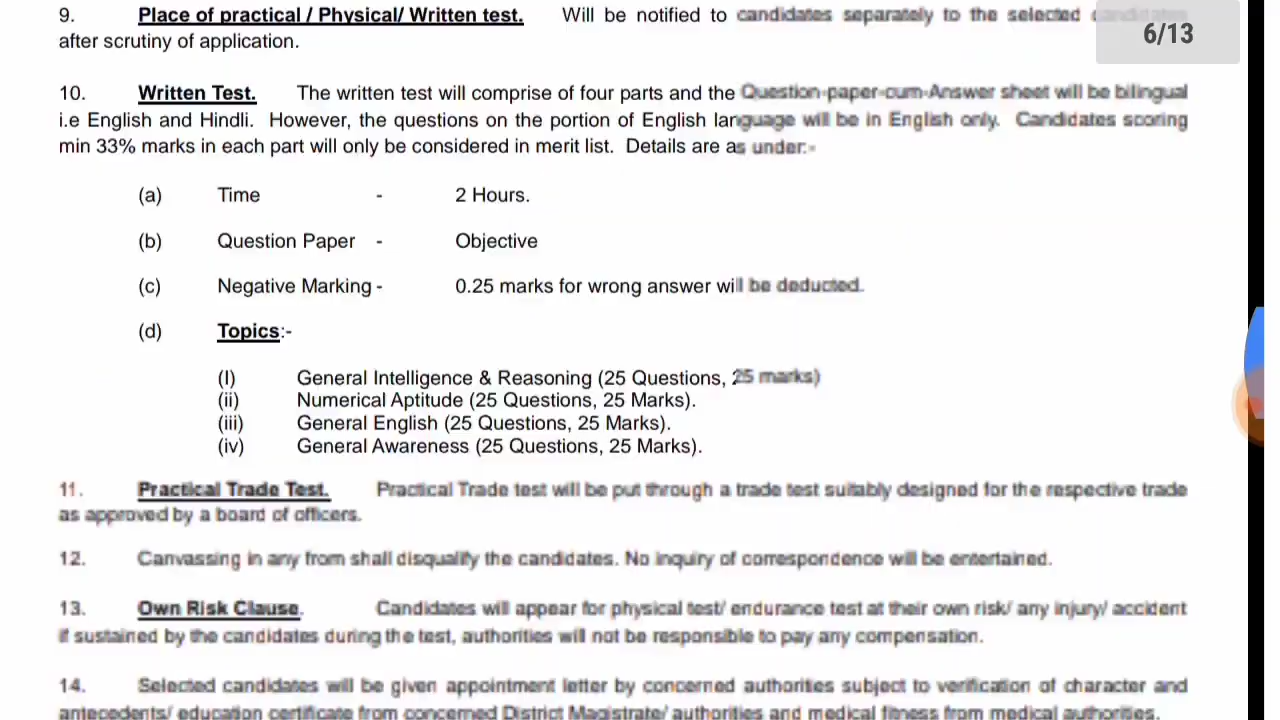 9. Place of practical / Physical/ Written test. Will be notified to candidates separately to the selected candidates
6/13
after scrutiny of application.
10. Written Test. The written test will comprise of four parts and the Question-paper-cum-Answer sheet will be bilingual
i.e English and Hindli. However, the questions on the portion of English language will be in English only. Candidates scoring
min 33% marks in each part will only be considered in merit list. Details are as under:-
(a) Time - 2 Hours.
(b) Question Paper - Objective
(c) Negative Marking - 0.25 marks for wrong answer will be deducted.
(d) Topics:-
(I) General Intelligence & Reasoning (25 Questions, 25 marks)
(ii) Numerical Aptitude (25 Questions, 25 Marks).
(iii) General English (25 Questions, 25 Marks).
(iv) General Awareness (25 Questions, 25 Marks).
11. Practical Trade Test. Practical Trade test will be put through a trade test suitably designed for the respective trade
as approved by a board of officers.
12. Canvassing in any from shall disqualify the candidates. No inquiry of correspondence will be entertained.
13. Own Risk Clause. Candidates will appear for physical test/ endurance test at their own risk/ any injury/ accident
if sustained by the candidates during the test, authorities will not be responsible to pay any compensation.
14. Selected candidates will be given appointment letter by concerned authorities subject to verification of character and
antecedents/ education certificate from concerned District Magistrate/ authorities and medical fitness from medical authorities.